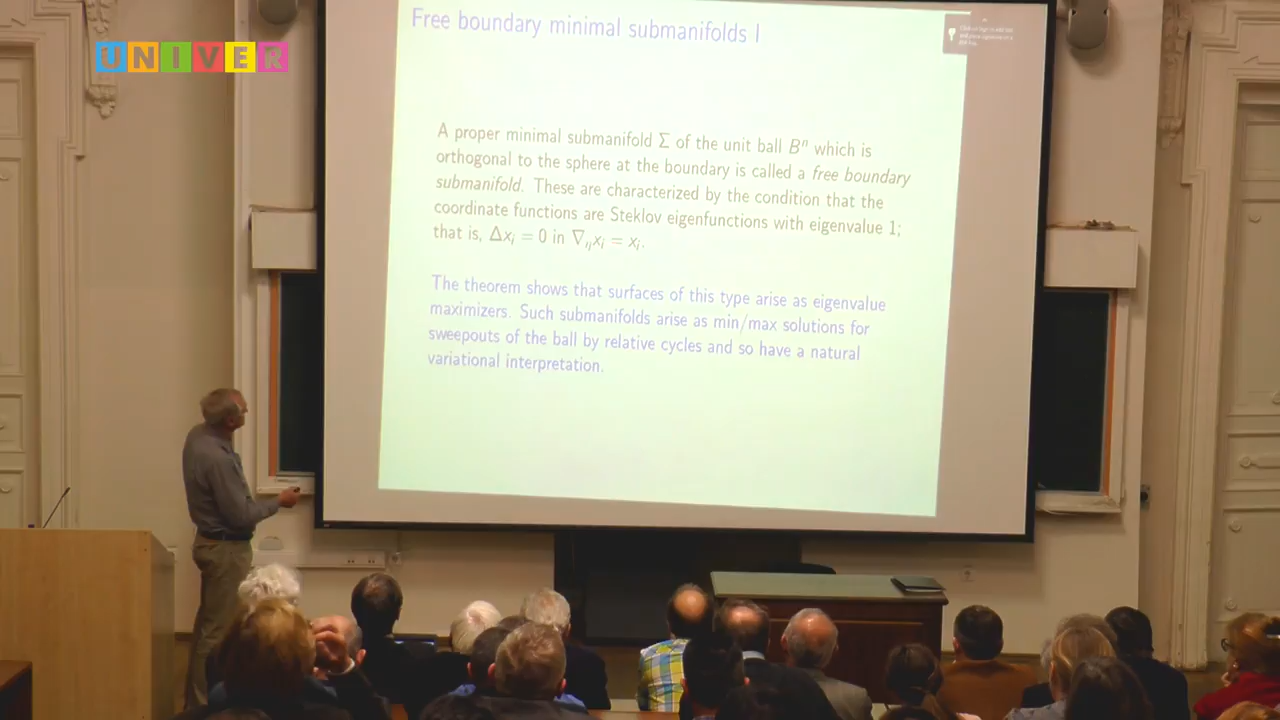 UNIVER
Free boundary minimal submanifolds I
A proper minimal submanifold Σ of the unit ball Bⁿ which is
orthogonal to the sphere at the boundary is called a free boundary
submanifold. These are characterized by the condition that the
coordinate functions are Steklov eigenfunctions with eigenvalue 1;
that is, Δxᵢ = 0 in ∇ηxᵢ = xᵢ.
The theorem shows that surfaces of this type arise as eigenvalue
maximizers. Such submanifolds arise as min/max solutions for
sweepouts of the ball by relative cycles and so have a natural
variational interpretation.